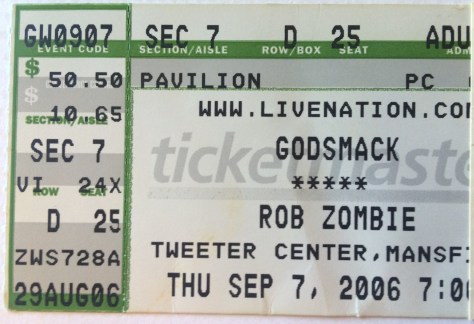 GW0907 SEC 7 D 25 ADU
EVENT CODE SECTION/AISLE ROW/BOX SEAT ADM
$ 50.50 PAVILION PC
$ 10.65 WWW.LIVENATION.CO
SECTION/AISLE
SEC 7 GODSMACK
ticketmaste
VI 24X *****
ROW SEAT
D 25 ROB ZOMBIE
ZWS728A TWEETER CENTER,MANSF
29AUG06 THU SEP 7, 2006 7:0